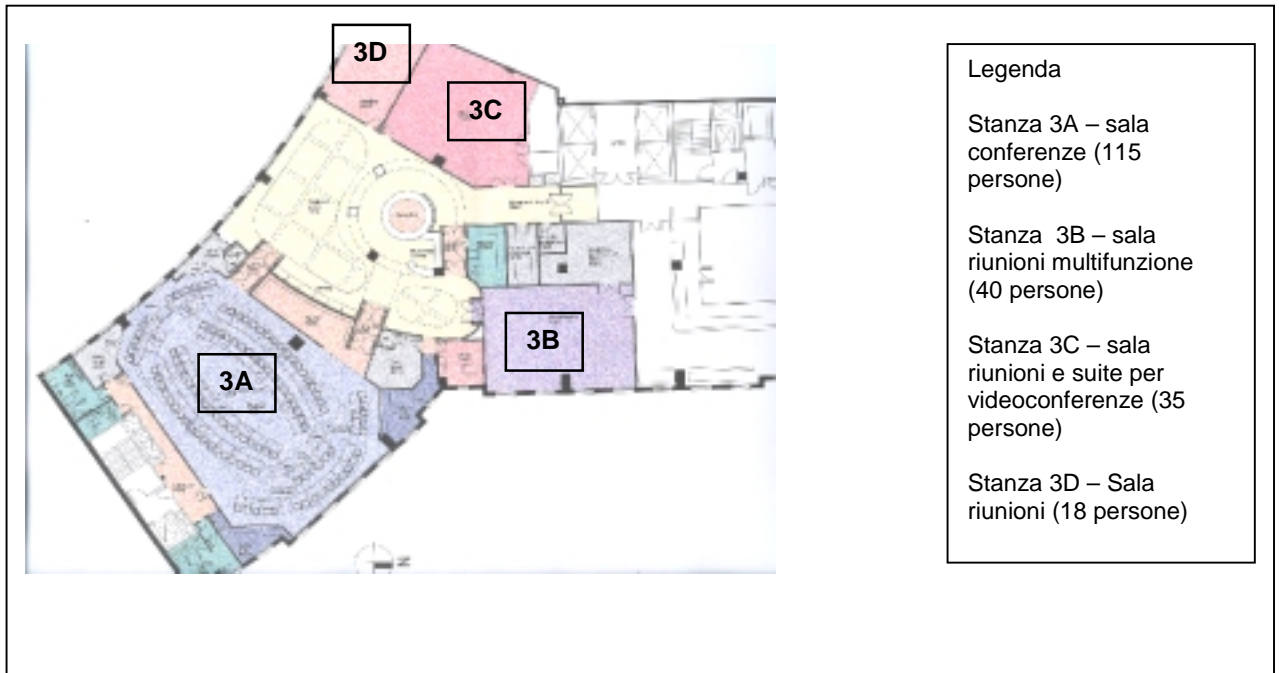 3D
3C
3B
3A
N
Legenda
Stanza 3A – sala
conferenze (115
persone)
Stanza 3B – sala
riunioni multifunzione
(40 persone)
Stanza 3C – sala
riunioni e suite per
videoconferenze (35
persone)
Stanza 3D – Sala
riunioni (18 persone)